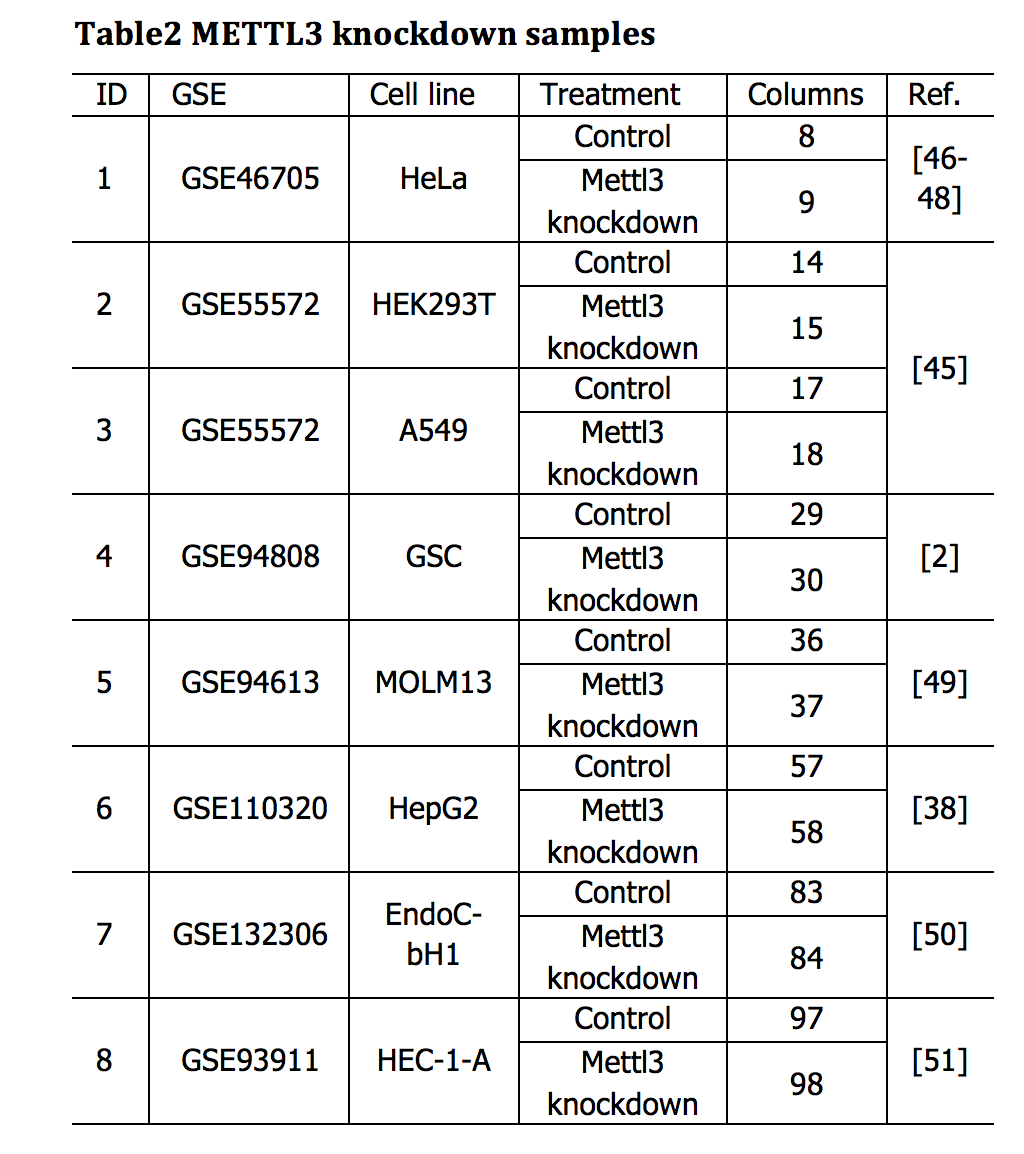 Table2 METTL3 knockdown samples
ID GSE Cell line Treatment Columns Ref.
1 GSE46705 HeLa Control 8 [46-
48]
Mettl3
knockdown 9
2 GSE55572 HEK293T Control 14 [45]
Mettl3
knockdown 15
3 GSE55572 A549 Control 17
Mettl3
knockdown 18
4 GSE94808 GSC Control 29 [2]
Mettl3
knockdown 30
5 GSE94613 MOLM13 Control 36 [49]
Mettl3
knockdown 37
6 GSE110320 HepG2 Control 57 [38]
Mettl3
knockdown 58
7 GSE132306 EndoC-
bH1 Control 83 [50]
Mettl3
knockdown 84
8 GSE93911 HEC-1-A Control 97 [51]
Mettl3
knockdown 98